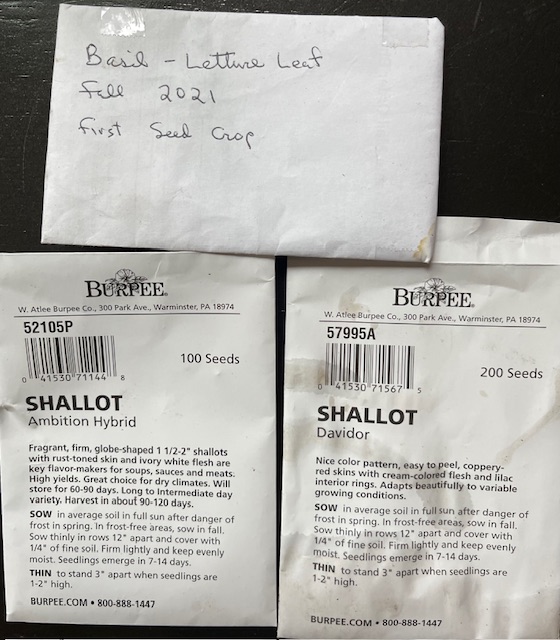 Basil - Lettuce Leaf
Fall 2021
First Seed Crop
BURPEE
W. Atlee Burpee Co., 300 Park Ave., Warminster, PA 18974
52105P
100 Seeds
0 41530 71144 8
SHALLOT
Ambition Hybrid
Fragrant, firm, globe-shaped 1 1/2-2" shallots
with rust-toned skin and ivory white flesh are
key flavor-makers for soups, sauces and meats.
High yields. Great choice for dry climates. Will
store for 60-90 days. Long to Intermediate day
variety. Harvest in about 90-120 days.
SOW in average soil in full sun after danger of
frost in spring. In frost-free areas, sow in fall.
Sow thinly in rows 12" apart and cover with
1/4" of fine soil. Firm lightly and keep evenly
moist. Seedlings emerge in 7-14 days.
THIN to stand 3" apart when seedlings are
1-2" high.
BURPEE.COM • 800-888-1447
BURPEE
W. Atlee Burpee Co., 300 Park Ave., Warminster, PA 18974
57995A
200 Seeds
0 41530 71567 5
SHALLOT
Davidor
Nice color pattern, easy to peel, coppery-
red skins with cream-colored flesh and lilac
interior rings. Adapts beautifully to variable
growing conditions.
SOW in average soil in full sun after danger of
frost in spring. In frost-free areas, sow in fall.
Sow thinly in rows 12" apart and cover with
1/4" of fine soil. Firm lightly and keep evenly
moist. Seedlings emerge in 7-14 days.
THIN to stand 3" apart when seedlings are
1-2" high.
BURPEE.COM • 800-888-1447